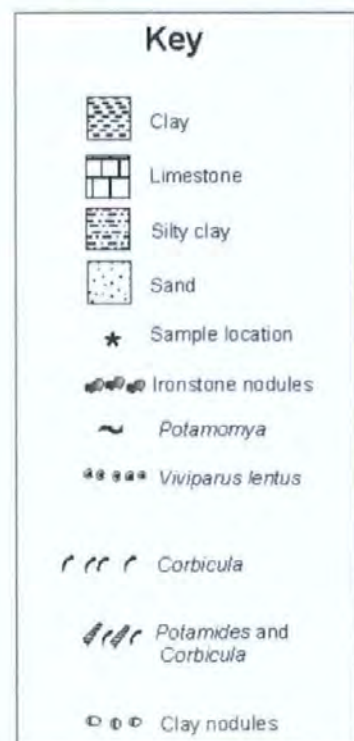 Key
Clay
Limestone
Silty clay
Sand
Sample location
Ironstone nodules
Potamomya
Viviparus lentus
Corbicula
Potamides and
Corbicula
Clay nodules